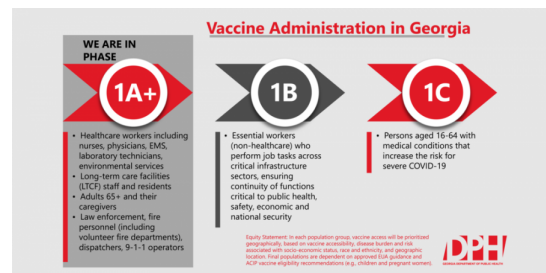 Vaccine Administration in Georgia
WE ARE IN
PHASE
1A+
• Healthcare workers including
nurses, physicians, EMS,
laboratory technicians,
environmental services
• Long-term care facilities
(LTCF) staff and residents
• Adults 65+ and their
caregivers
• Law enforcement, fire
personnel (including
volunteer fire departments),
dispatchers, 9-1-1 operators
1B
• Essential workers
(non-healthcare) who
perform job tasks across
critical infrastructure
sectors, ensuring
continuity of functions
critical to public health,
safety, economic and
national security
1C
• Persons aged 16-64 with
medical conditions that
increase the risk for
severe COVID-19
Equity Statement: In each population group, vaccine access will be prioritized
geographically, based on vaccine accessibility, disease burden and risk
associated with socio-economic status, race and ethnicity, and geographic
location. Final populations are dependent on approved EUA guidance and
ACIP vaccine eligibility recommendations (e.g., children and pregnant women).
DPH
GEORGIA DEPARTMENT OF PUBLIC HEALTH